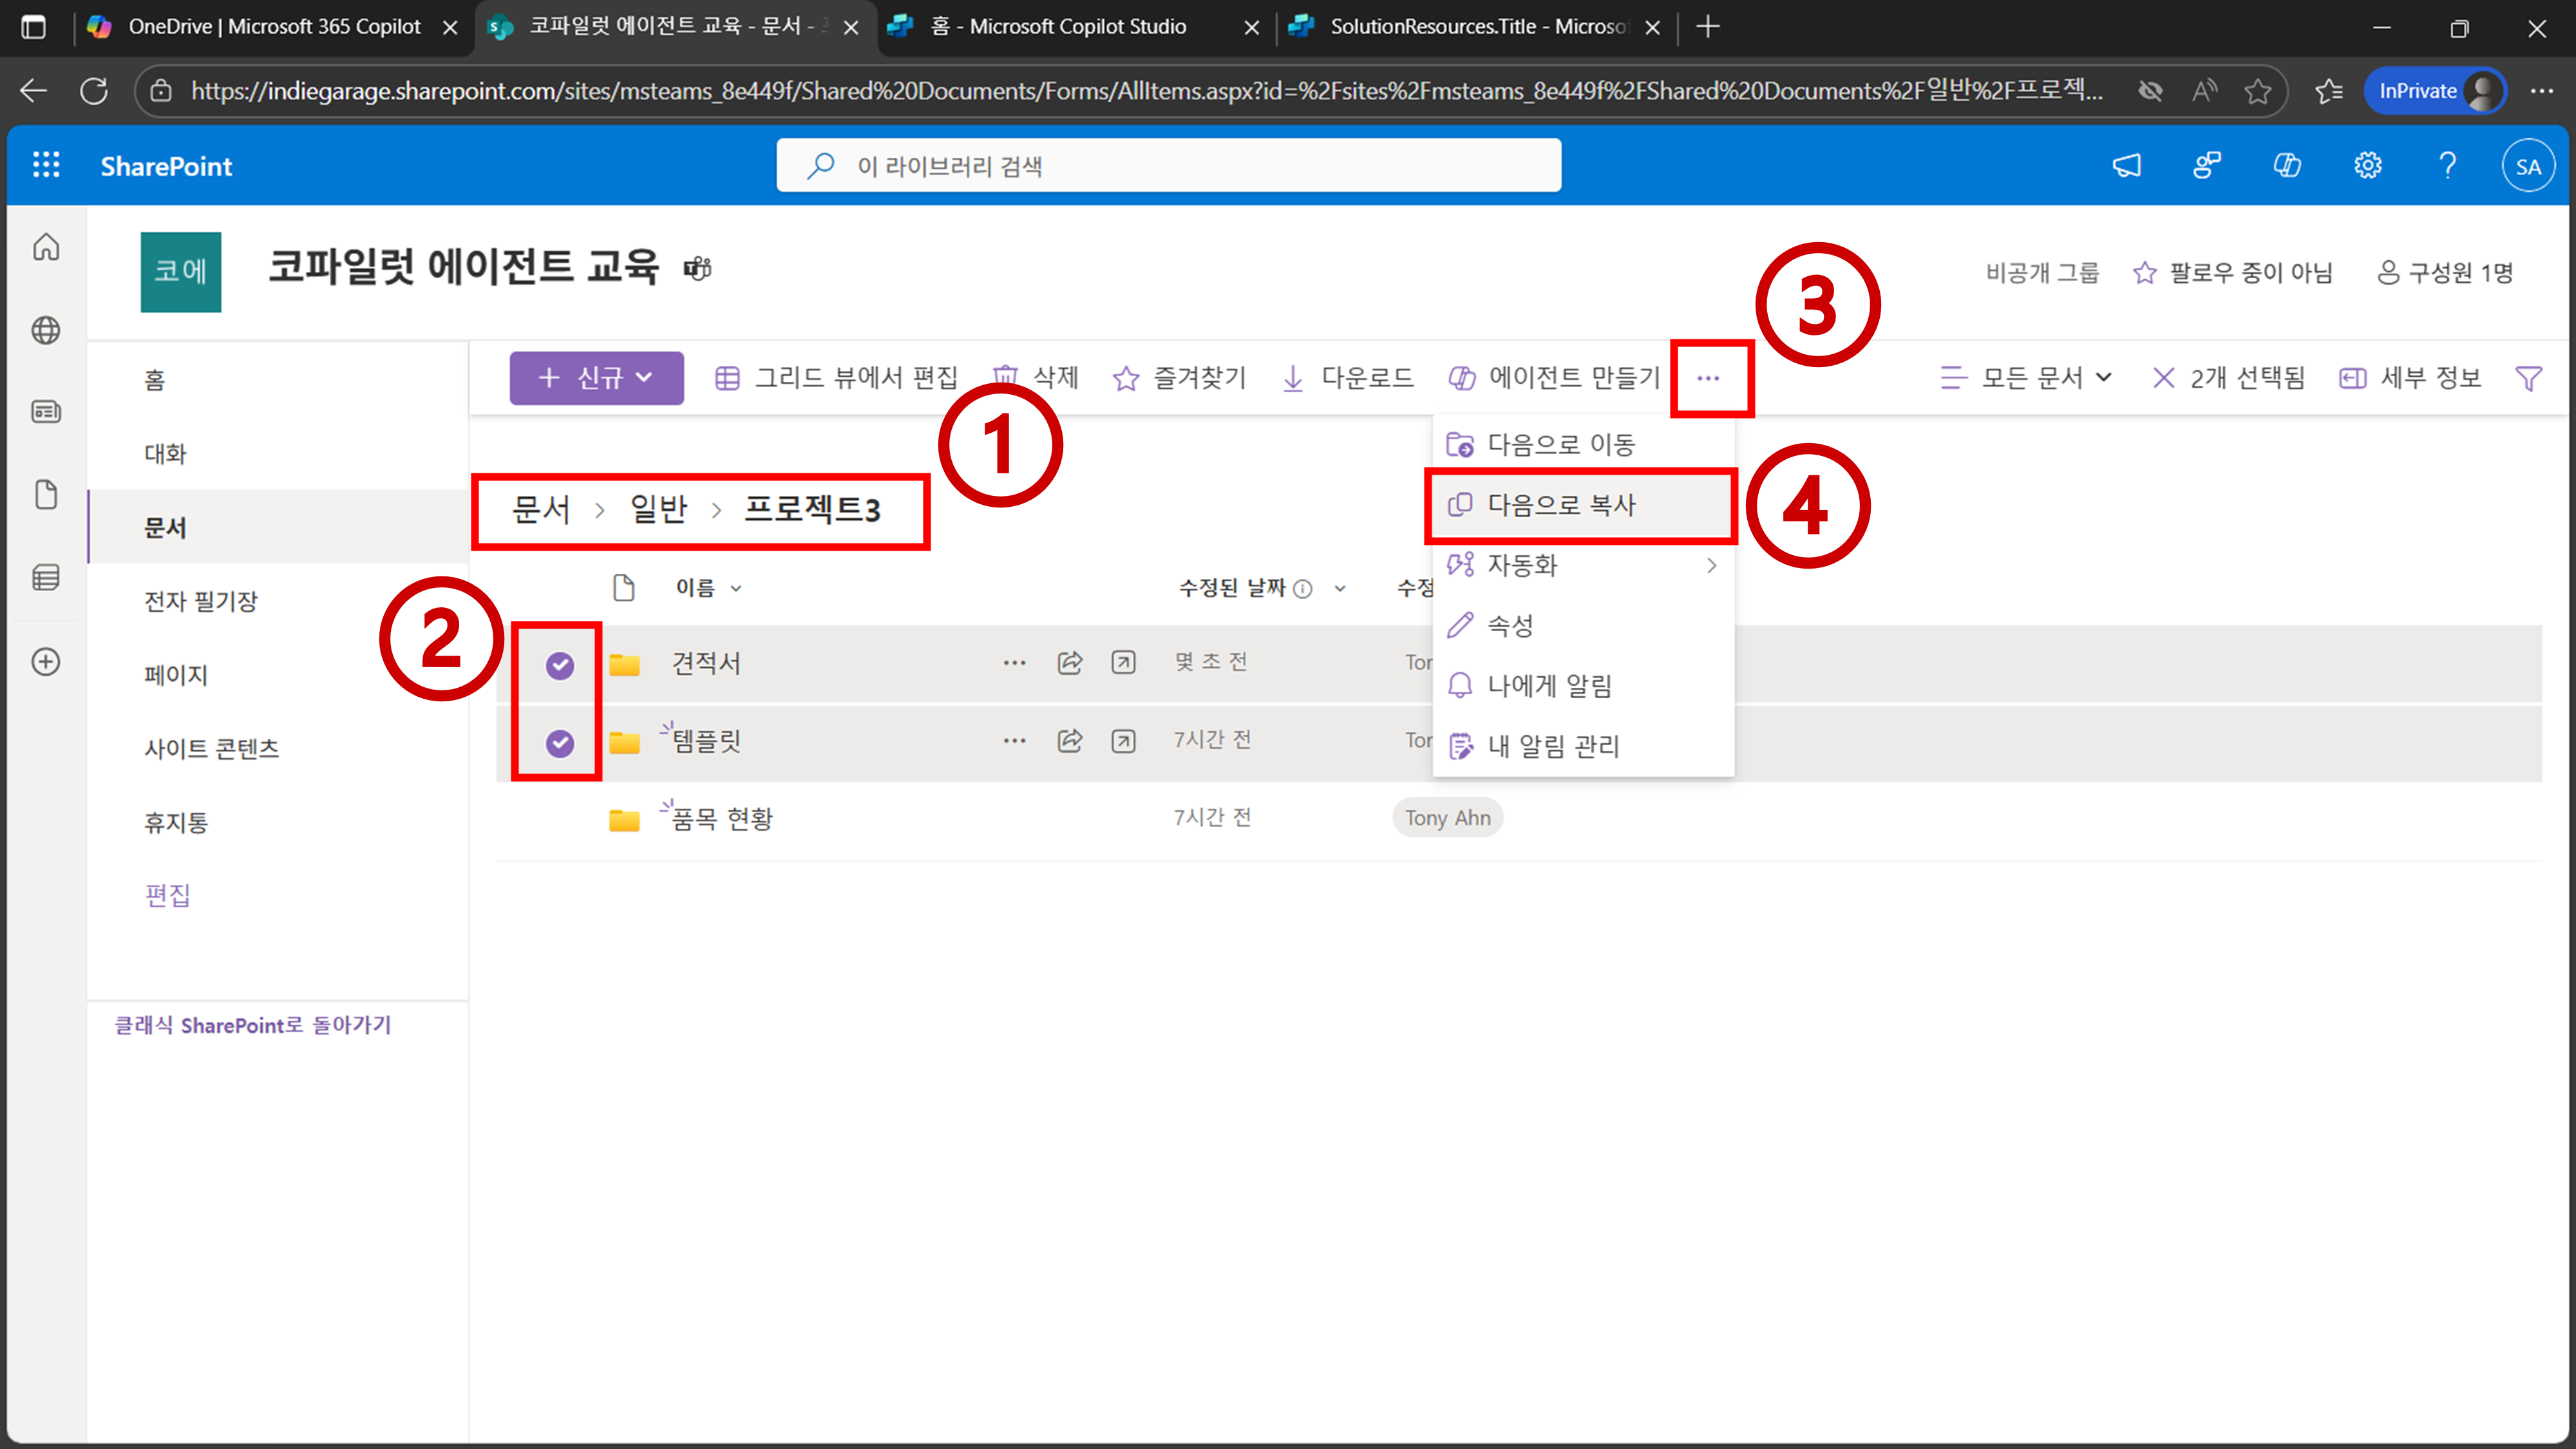 OneDrive | Microsoft 365 Copilot
코파일럿 에이전트 교육 - 문서 -
홈 - Microsoft Copilot Studio
SolutionResources.Title - Microso
https://indiegarage.sharepoint.com/sites/msteams_8e449f/Shared%20Documents/Forms/AllItems.aspx?id=%2Fsites%2Fmsteams_8e449f%2FShared%20Documents%2F일반%2F프로젝...
InPrivate
SharePoint
이 라이브러리 검색
SA
코에
코파일럿 에이전트 교육
비공개 그룹
팔로우 중이 아님
구성원 1명
3
신규
그리드 뷰에서 편집
삭제
즐겨찾기
다운로드
에이전트 만들기
모든 문서
2개 선택됨
세부 정보
홈
대화
문서
전자 필기장
페이지
사이트 콘텐츠
휴지통
편집
클래식 SharePoint로 돌아가기
1
문서 > 일반 > 프로젝트3
다음으로 이동
다음으로 복사
4
자동화
속성
나에게 알림
내 알림 관리
이름
수정된 날짜
수정
2
견적서
몇 초 전
Tor
템플릿
7시간 전
Tor
품목 현황
7시간 전
Tony Ahn